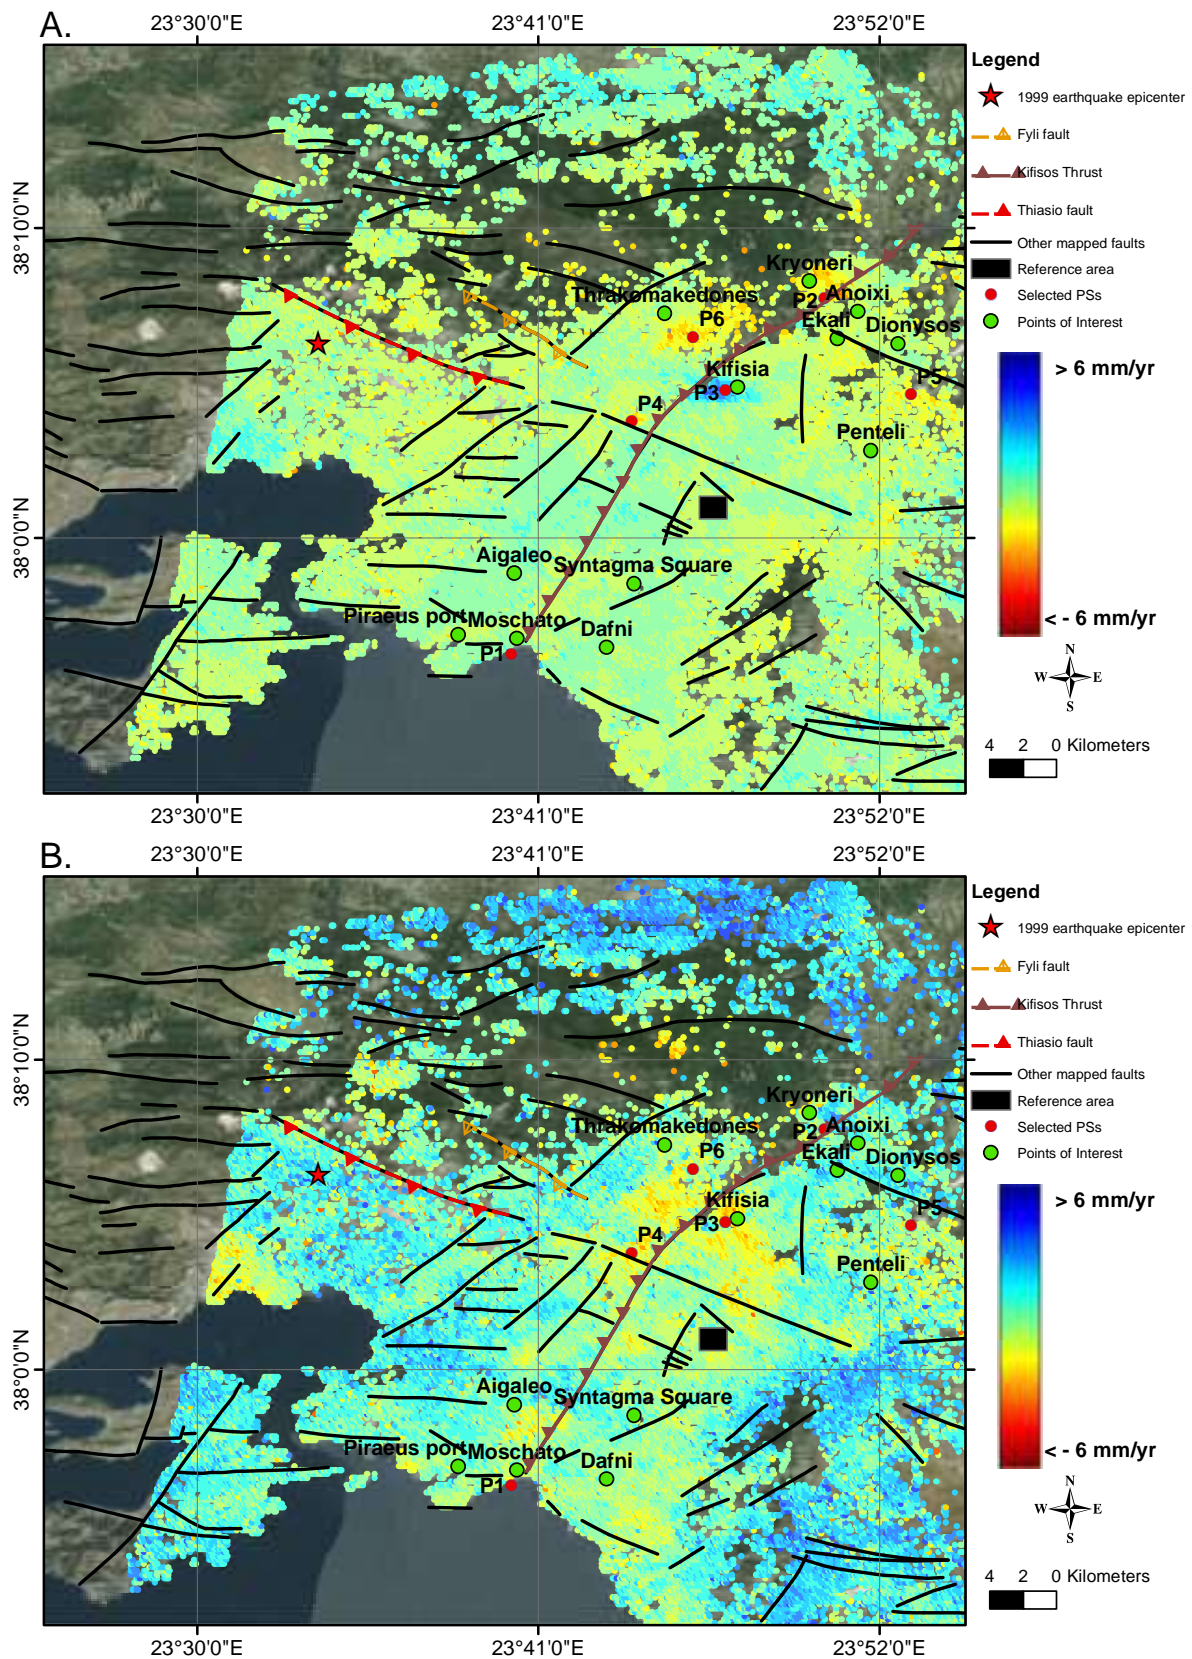 A.
23°30'0"E 23°41'0"E 23°52'0"E
Legend
1999 earthquake epicenter
Fyli fault
Kifisos Thrust
Thiasio fault
Other mapped faults
Reference area
Selected PSs
Points of Interest
> 6 mm/yr
< - 6 mm/yr
N
W E
S
4 2 0 Kilometers
38°10'0"N
38°0'0"N
Kryoneri
Thrakomakedones
P2 Anoixi
P6
Ekali
Dionysos
Kifisia
P3
P5
P4
Penteli
Aigaleo
Syntagma Square
Piraeus port
Moschato
Dafni
P1
23°30'0"E 23°41'0"E 23°52'0"E
B.
23°30'0"E 23°41'0"E 23°52'0"E
Legend
1999 earthquake epicenter
Fyli fault
Kifisos Thrust
Thiasio fault
Other mapped faults
Reference area
Selected PSs
Points of Interest
> 6 mm/yr
< - 6 mm/yr
N
W E
S
4 2 0 Kilometers
38°10'0"N
38°0'0"N
Kryoneri
Thrakomakedones
P2 Anoixi
P6
Ekali
Dionysos
Kifisia
P3
P5
P4
Penteli
Aigaleo
Syntagma Square
Piraeus port
Moschato
Dafni
P1
23°30'0"E 23°41'0"E 23°52'0"E